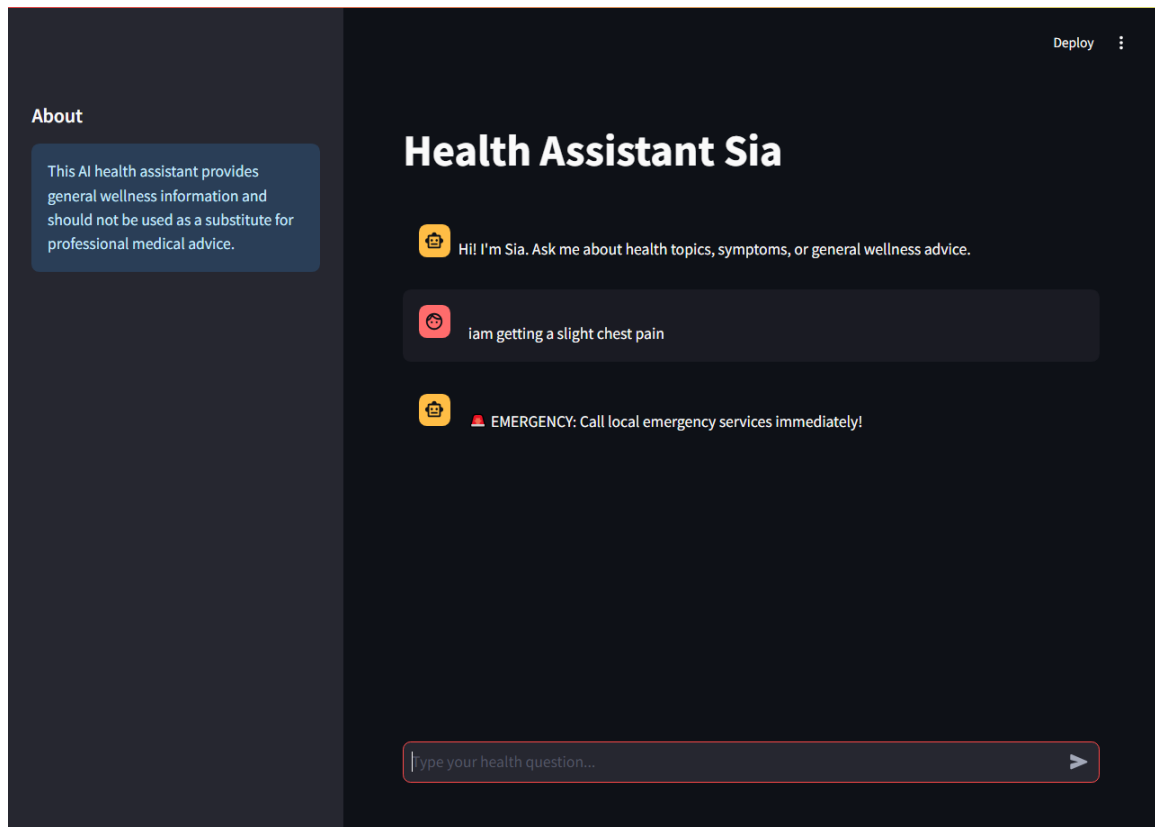 Deploy
About
This AI health assistant provides
general wellness information and
should not be used as a substitute for
professional medical advice.
Health Assistant Sia
Hi! I'm Sia. Ask me about health topics, symptoms, or general wellness advice.
iam getting a slight chest pain
🚨 EMERGENCY: Call local emergency services immediately!
Type your health question...